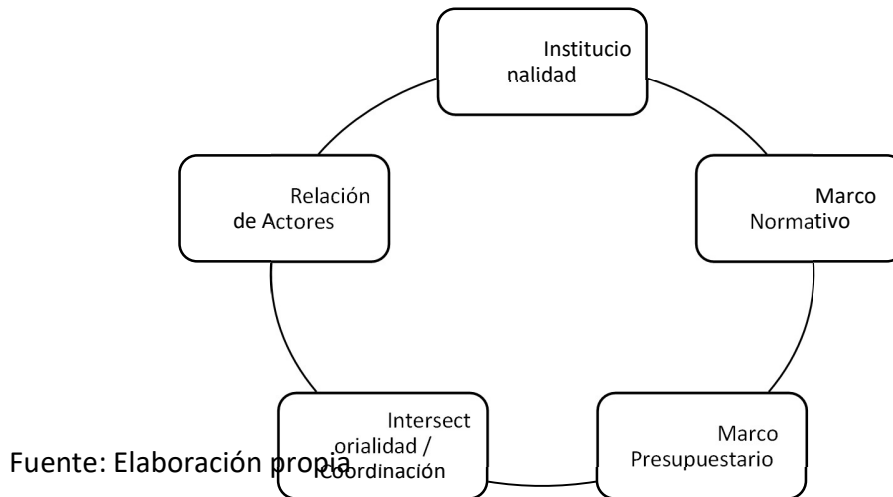 Institucio
nalidad
Relación
de Actores
Marco
Normativo
Intersect
orialidad /
Coordinación
Marco
Presupuestario
Fuente: Elaboración propia